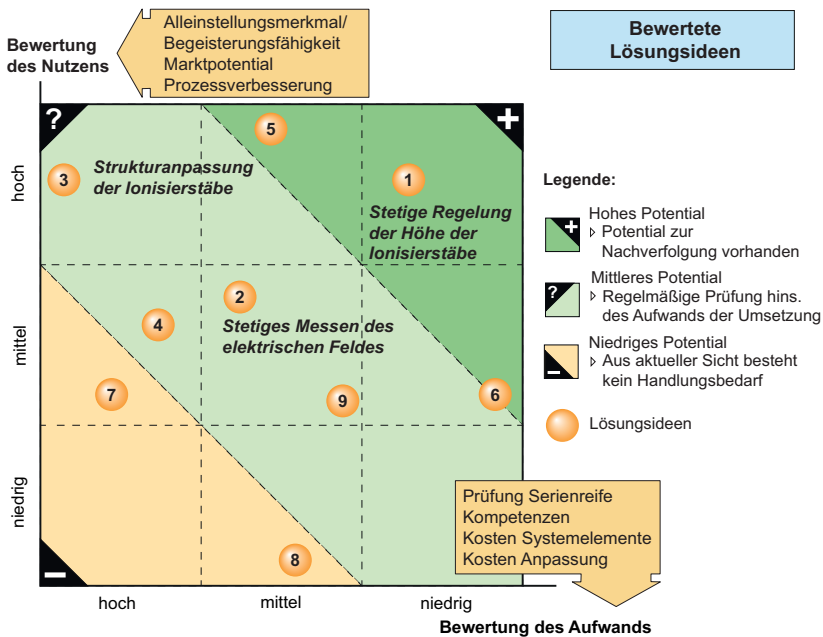 Alleinstellungsmerkmal/
Begeisterungsfähigkeit
Marktpotential
Prozessverbesserung
Bewertung
des Nutzens
Bewertete
Lösungsideen
?
+
5
3
Strukturanpassung
der Ionisierstäbe
1
Stetige Regelung
der Höhe der
Ionisierstäbe
hoch
2
4
Stetiges Messen des
elektrischen Feldes
mittel
7
9
6
niedrig
8
–
hoch
mittel
niedrig
Bewertung des Aufwands
Legende:
+
Hohes Potential
▹ Potential zur
Nachverfolgung vorhanden
?
Mittleres Potential
▹ Regelmäßige Prüfung hins.
des Aufwands der Umsetzung
–
Niedriges Potential
▹ Aus aktueller Sicht besteht
kein Handlungsbedarf
Lösungsideen
Prüfung Serienreife
Kompetenzen
Kosten Systemelemente
Kosten Anpassung